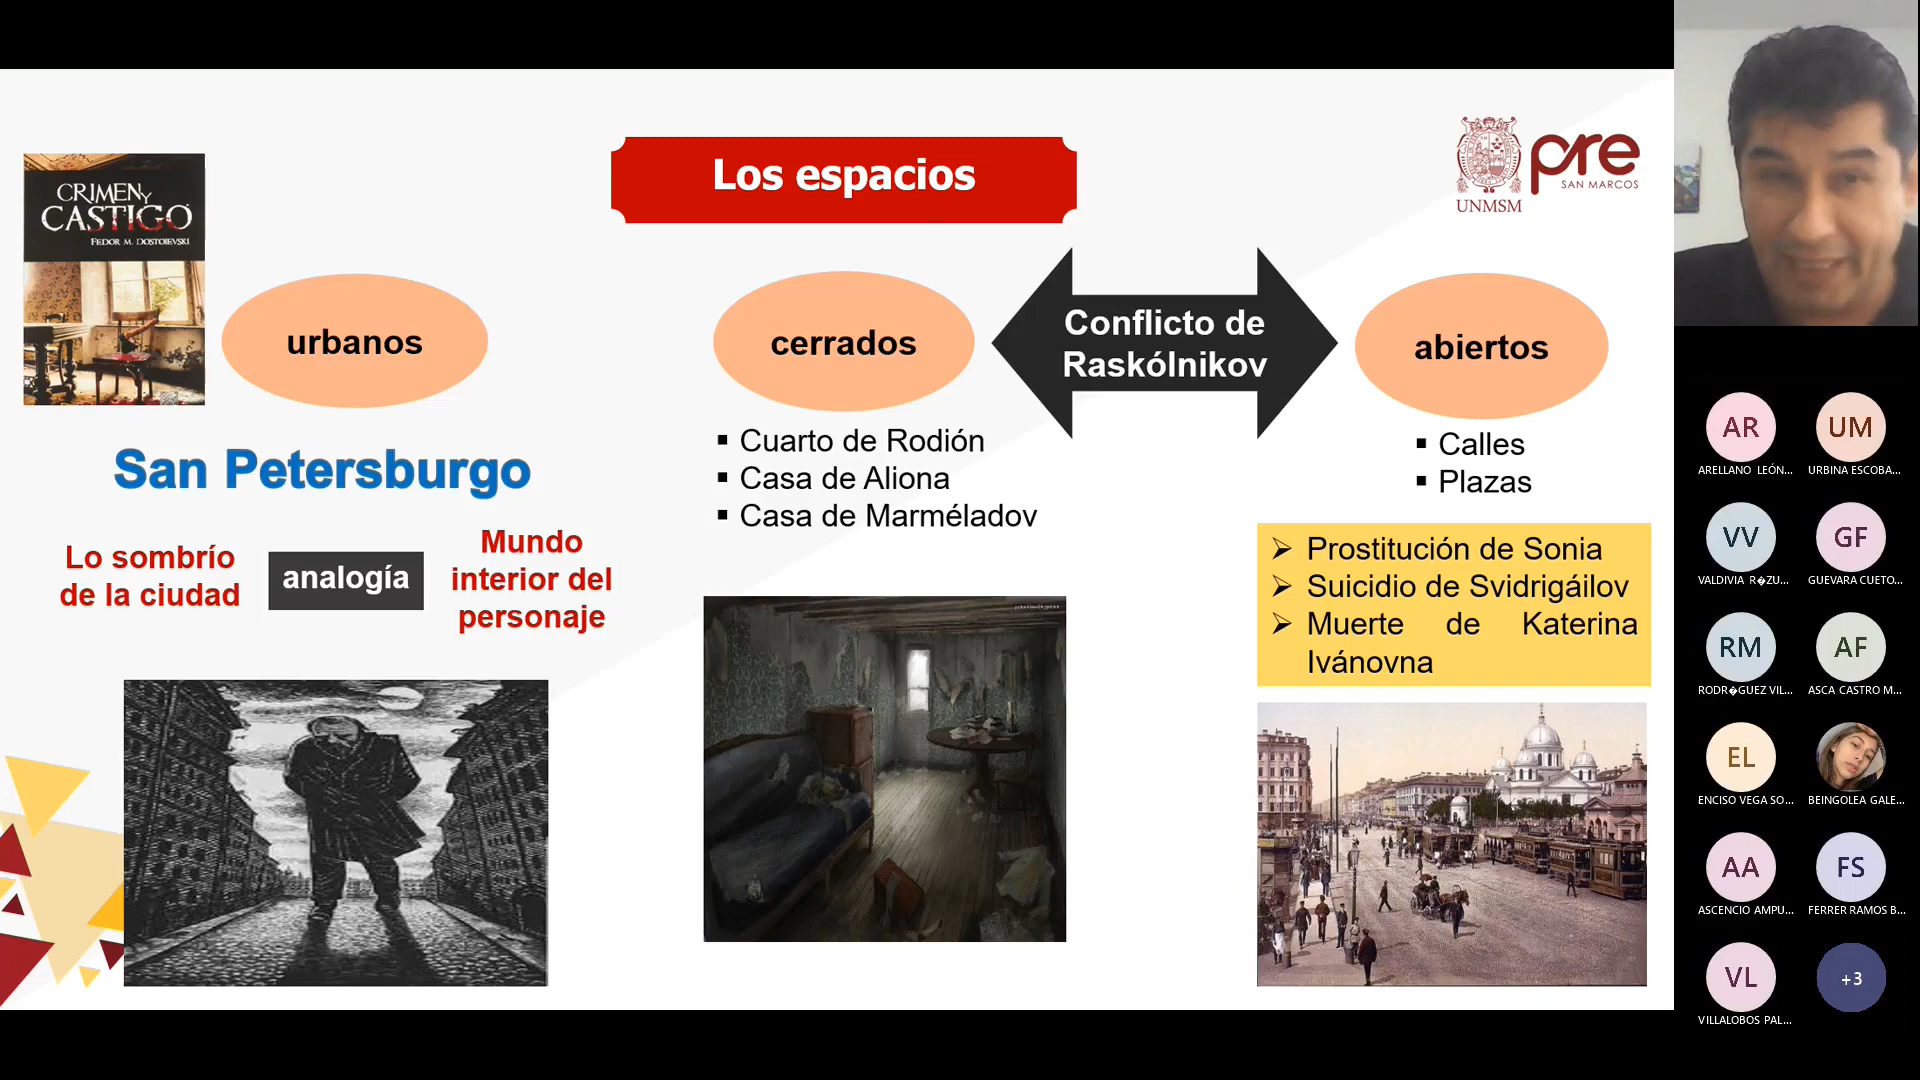 Los espacios
CRIMEN Y
CASTIGO
FEDOR M. DOSTOIEVSKI
UNMSM
pre
SAN MARCOS
urbanos
San Petersburgo
Lo sombrío
de la ciudad
analogía
Mundo
interior del
personaje
cerrados
▪ Cuarto de Rodión
▪ Casa de Aliona
▪ Casa de Marméladov
Conflicto de
Raskólnikov
abiertos
▪ Calles
▪ Plazas
➢ Prostitución de Sonia
➢ Suicidio de Svidrigáilov
➢ Muerte de Katerina
Ivánovna
AR
ARELLANO LEÓN...
UM
URBINA ESCOBA...
VV
VALDIVIA R�ZU...
GF
GUEVARA CUETO...
RM
RODR�GUEZ VIL...
AF
ASCA CASTRO M...
EL
ENCISO VEGA SO...
BEINGOLEA GALE...
AA
ASCENCIO AMPU...
FS
FERRER RAMOS B...
VL
VILLALOBOS PAL...
+3